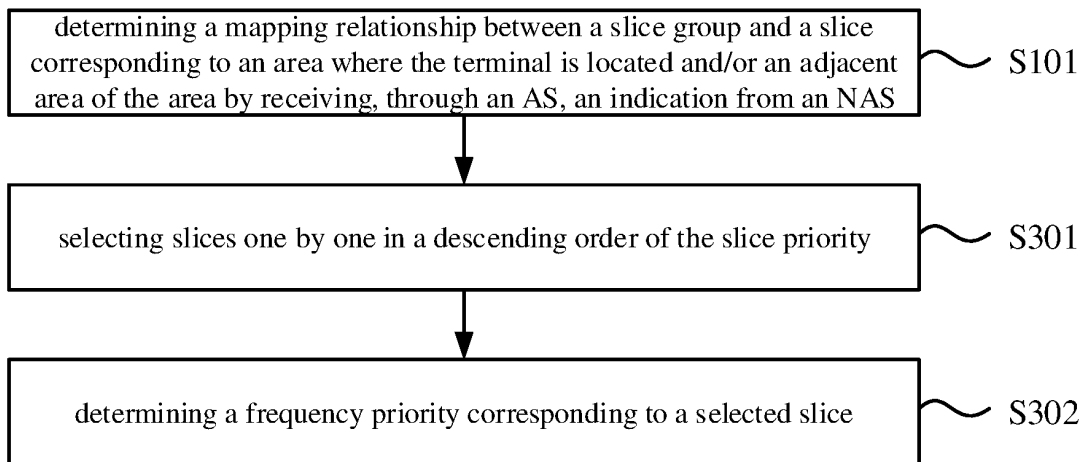 determining a mapping relationship between a slice group and a slice
corresponding to an area where the terminal is located and/or an adjacent
area of the area by receiving, through an AS, an indication from an NAS
S101
selecting slices one by one in a descending order of the slice priority
S301
determining a frequency priority corresponding to a selected slice
S302